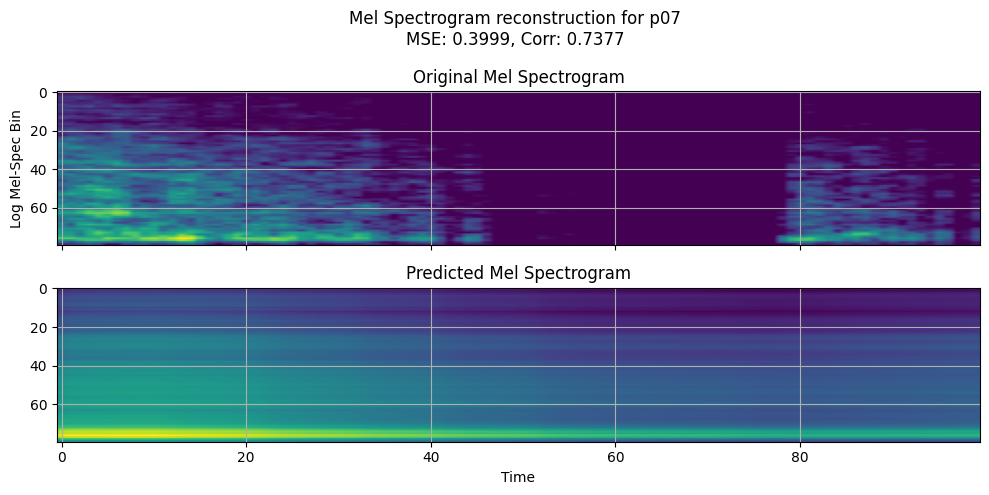 Mel Spectrogram reconstruction for p07
MSE: 0.3999, Corr: 0.7377
Original Mel Spectrogram
0
20
40
60
Log Mel-Spec Bin
Predicted Mel Spectrogram
0
20
40
60
0 20 40 60 80
Time